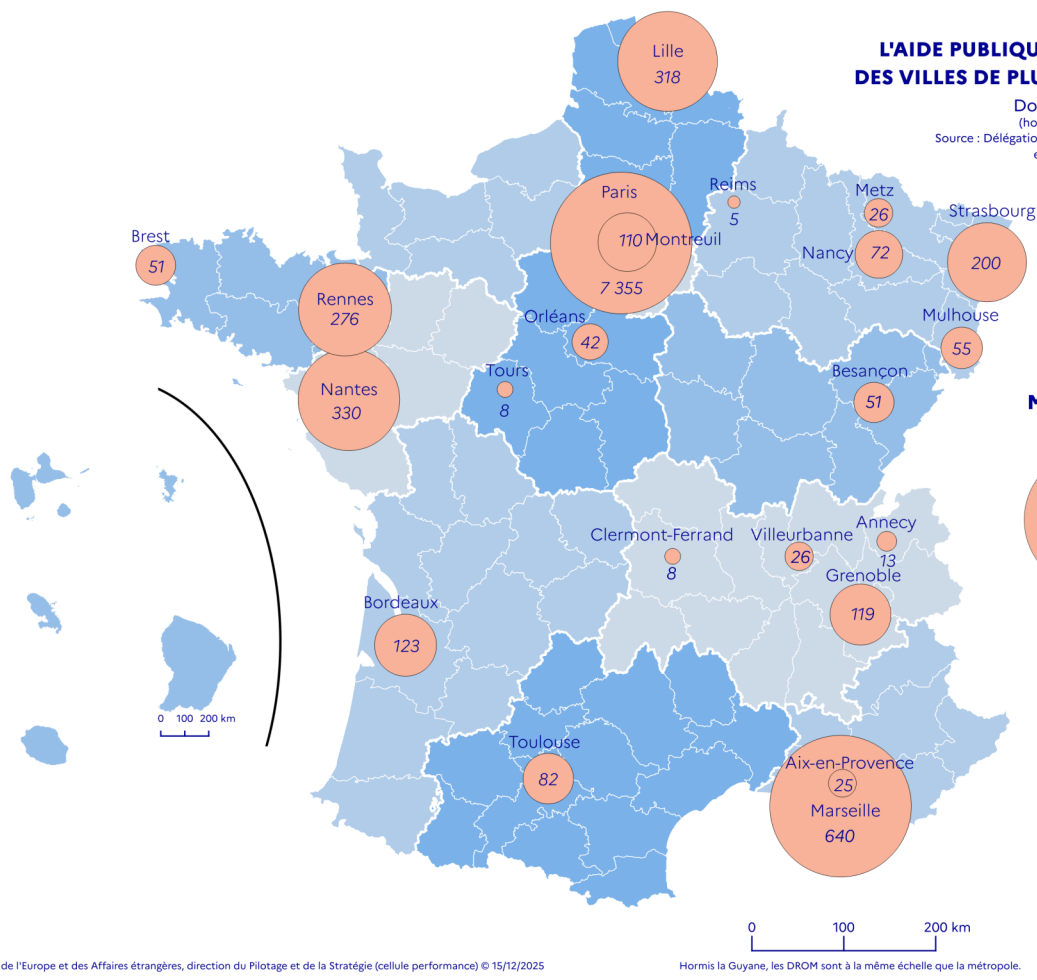 L'AIDE PUBLIQU
DES VILLES DE PLU
Do
(ho
Source : Délégatio
e
Lille
318
Paris
110 Montreuil
7 355
Reims
5
Metz
26
Strasbourg
200
Nancy 72
Brest
51
Rennes
276
Orléans
42
Mulhouse
55
Nantes
330
Tours
8
Besançon
51
M
Clermont-Ferrand
8
Villeurbanne
26
Annecy
13
Grenoble
119
Bordeaux
123
0 100 200 km
Toulouse
82
Aix-en-Provence
25
Marseille
640
0 100 200 km
de l'Europe et des Affaires étrangères, direction du Pilotage et de la Stratégie (cellule performance) © 15/12/2025
Hormis la Guyane, les DROM sont à la même échelle que la métropole.